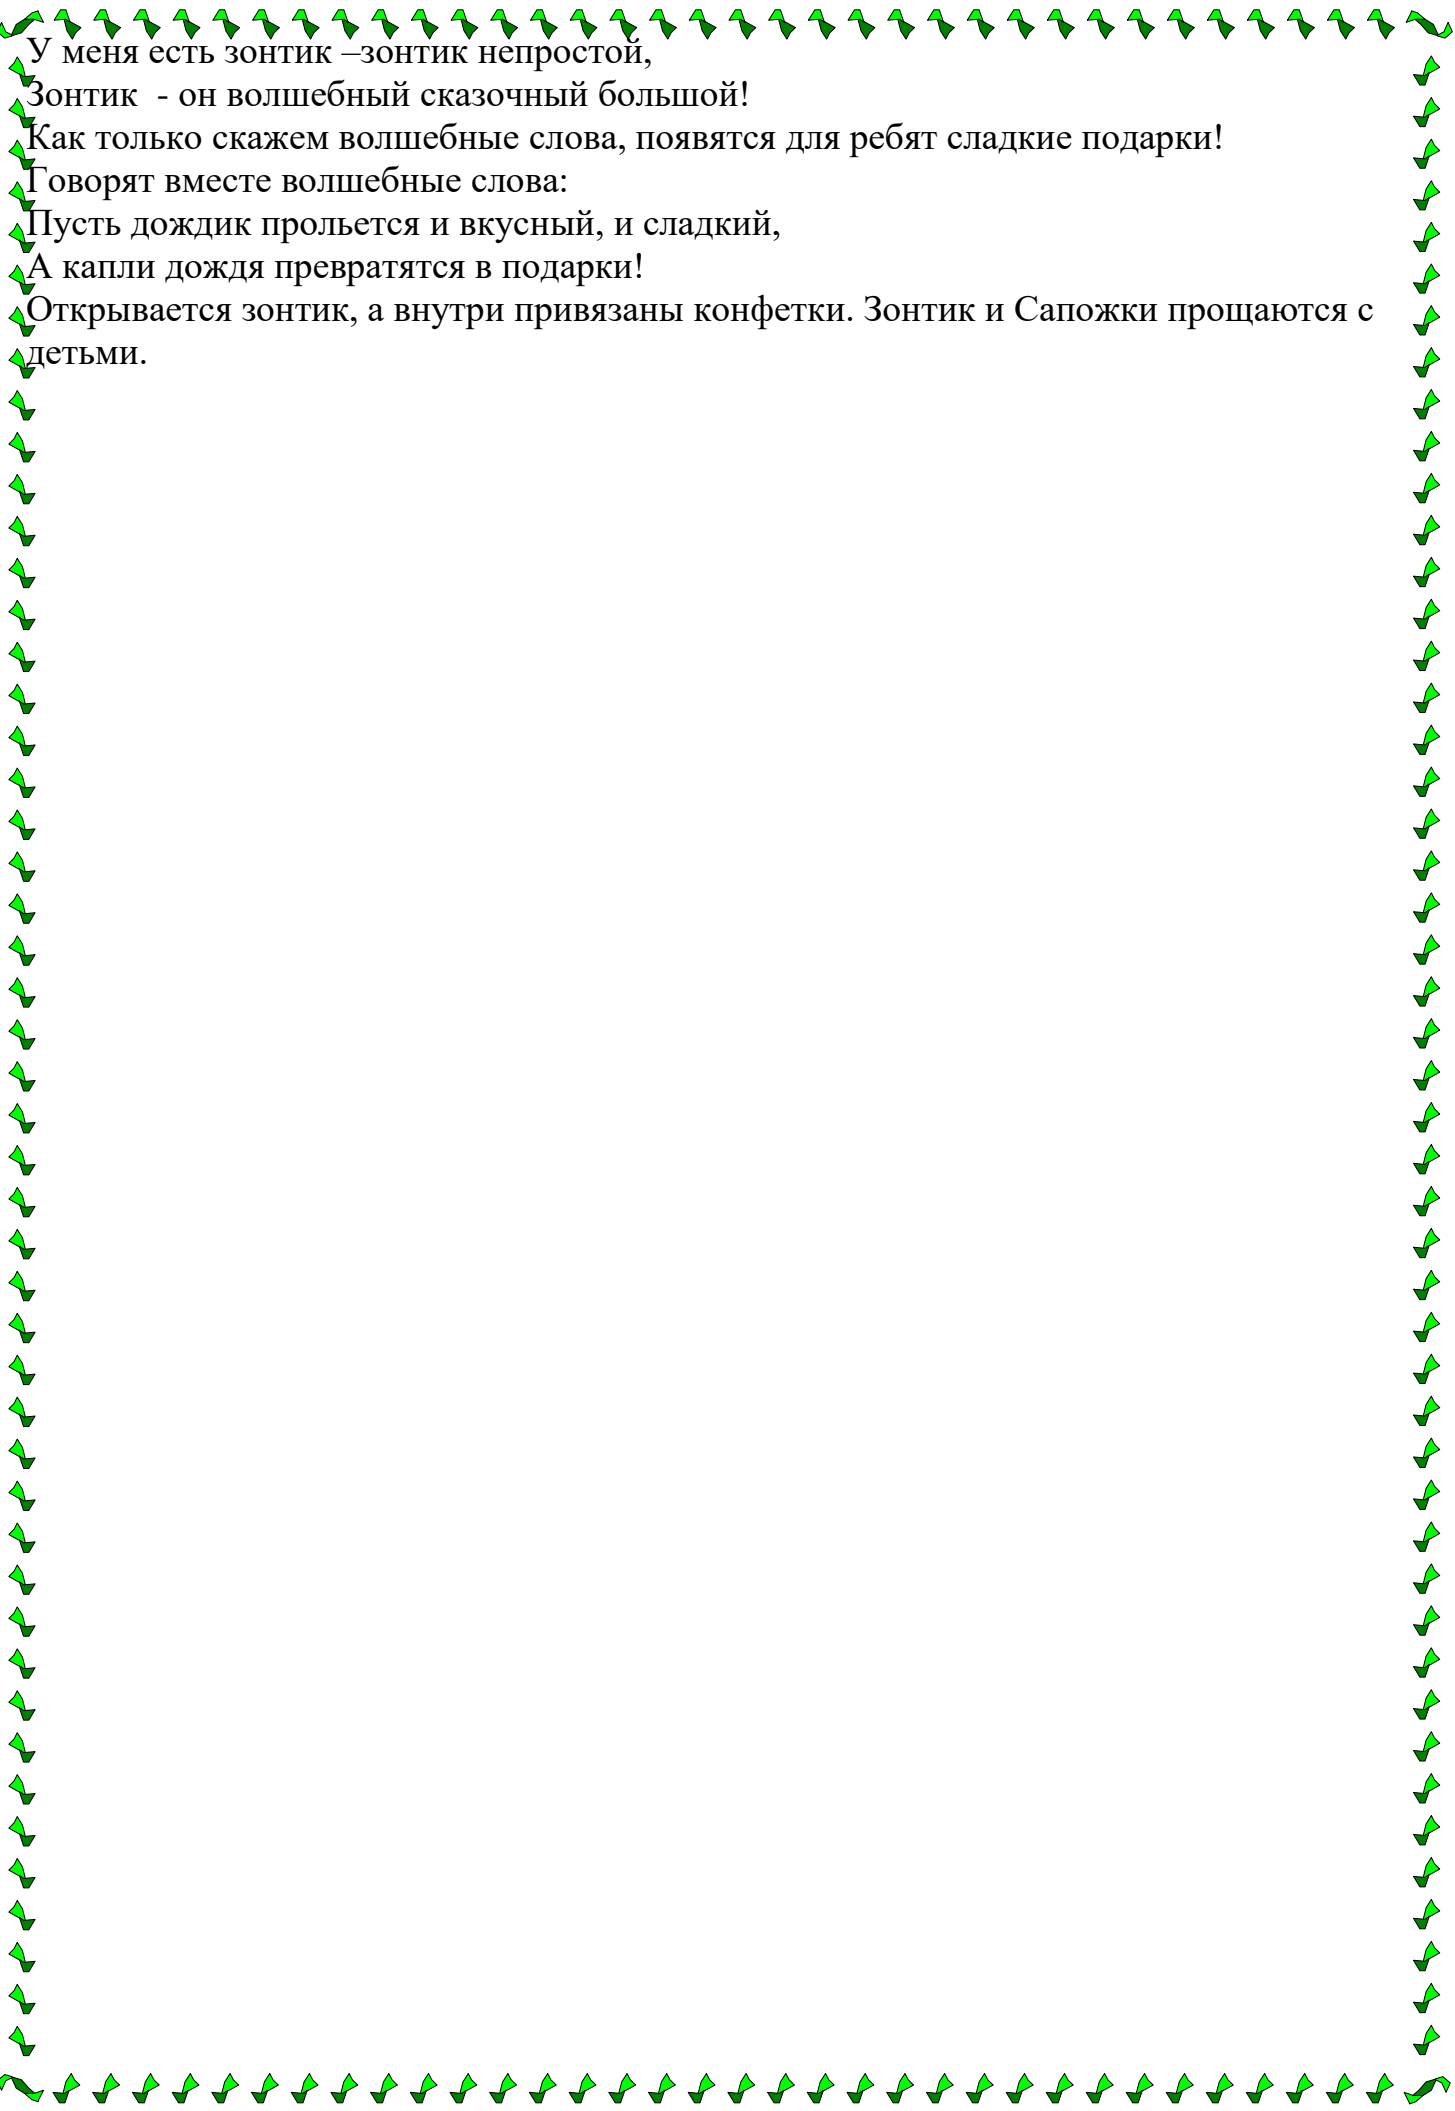 У меня есть зонтик –зонтик непростой,
Зонтик  - он волшебный сказочный большой!
Как только скажем волшебные слова, появятся для ребят сладкие подарки!
Говорят вместе волшебные слова:
Пусть дождик прольется и вкусный, и сладкий,
А капли дождя превратятся в подарки!
Открывается зонтик, а внутри привязаны конфетки. Зонтик и Сапожки прощаются с
детьми.